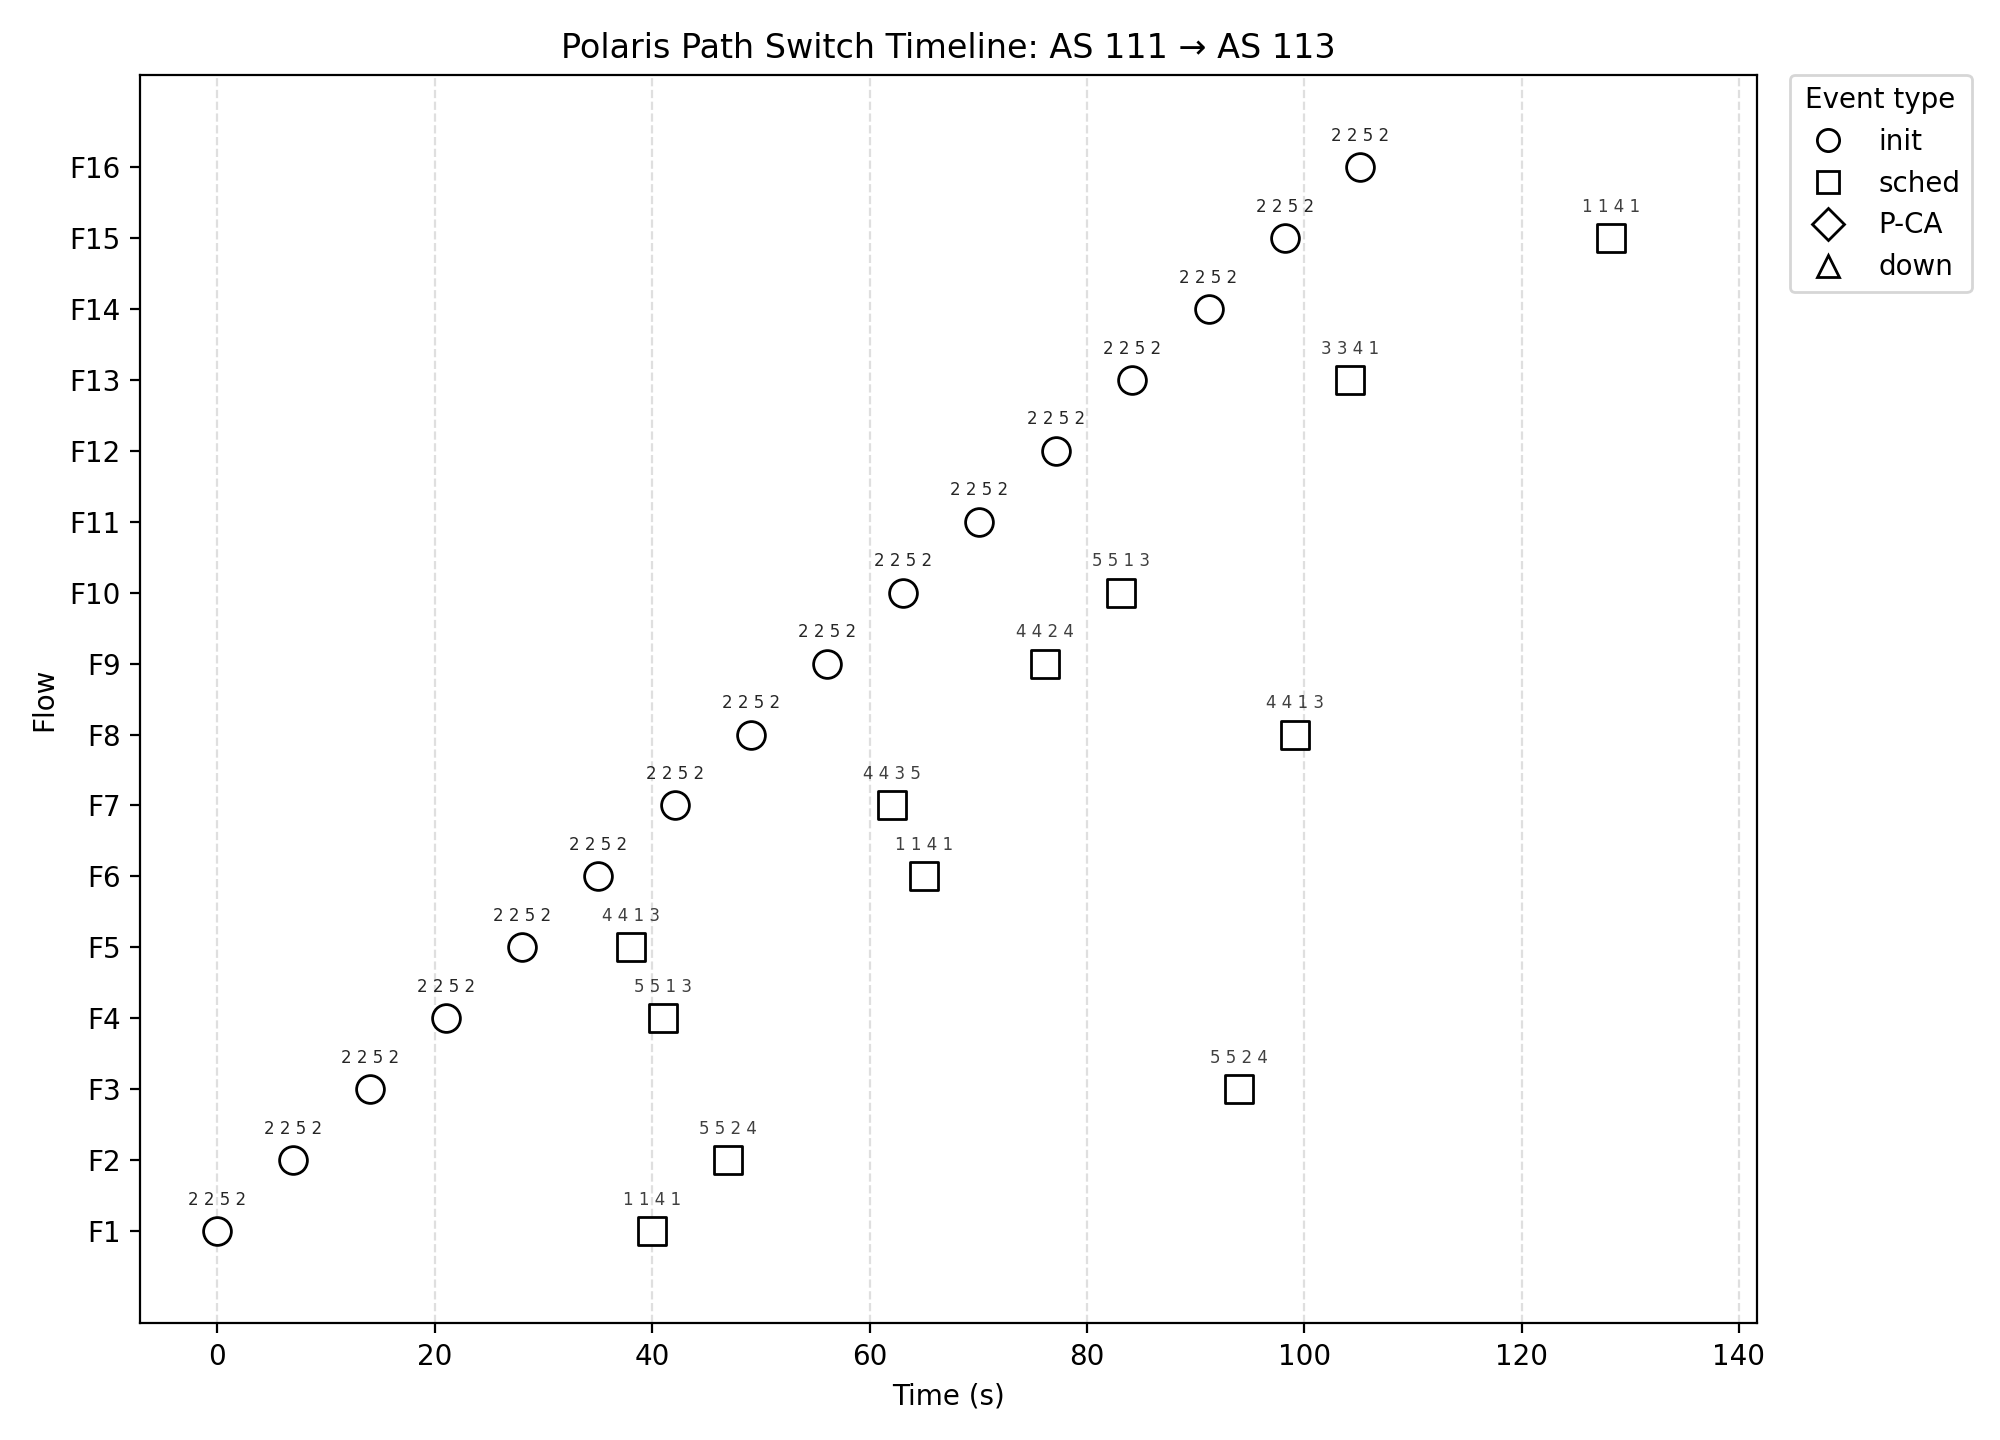 Polaris Path Switch Timeline: AS 111 → AS 113
Event type
init
sched
P-CA
down
2 2 5 2
F16
2 2 5 2
1 1 4 1
F15
2 2 5 2
F14
2 2 5 2
3 3 4 1
F13
2 2 5 2
F12
2 2 5 2
F11
2 2 5 2
5 5 1 3
F10
2 2 5 2
4 4 2 4
F9
2 2 5 2
4 4 1 3
F8
2 2 5 2
4 4 3 5
F7
2 2 5 2
1 1 4 1
F6
2 2 5 2
4 4 1 3
F5
2 2 5 2
5 5 1 3
F4
2 2 5 2
5 5 2 4
F3
2 2 5 2
5 5 2 4
F2
2 2 5 2
1 1 4 1
F1
Flow
0 20 40 60 80 100 120 140
Time (s)